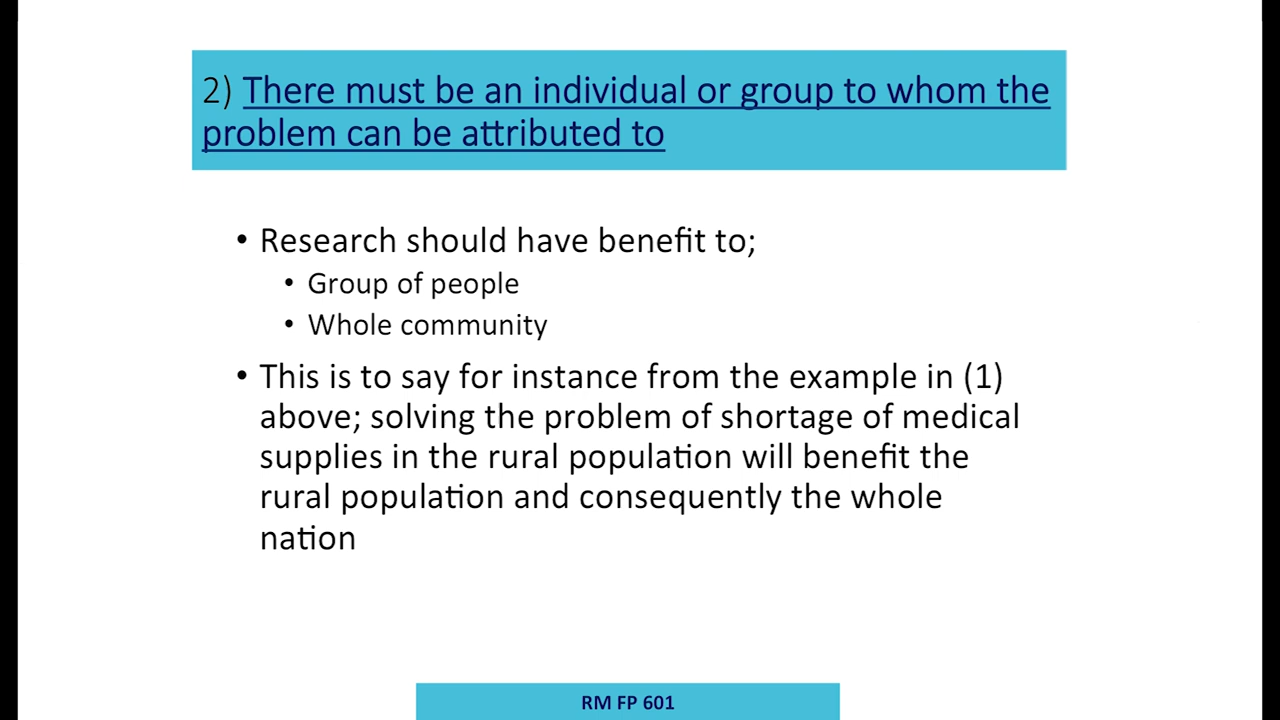 2) There must be an individual or group to whom the
problem can be attributed to
• Research should have benefit to;
• Group of people
• Whole community
• This is to say for instance from the example in (1)
above; solving the problem of shortage of medical
supplies in the rural population will benefit the
rural population and consequently the whole
nation
RM FP 601